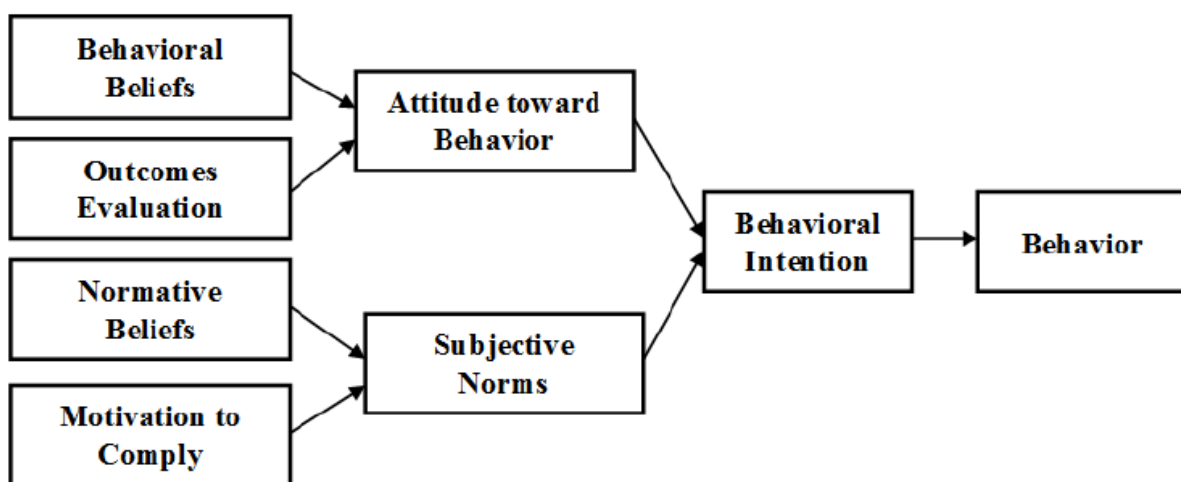 Behavioral
Beliefs
Outcomes
Evaluation
Normative
Beliefs
Motivation to
Comply
Attitude toward
Behavior
Subjective
Norms
Behavioral
Intention
Behavior